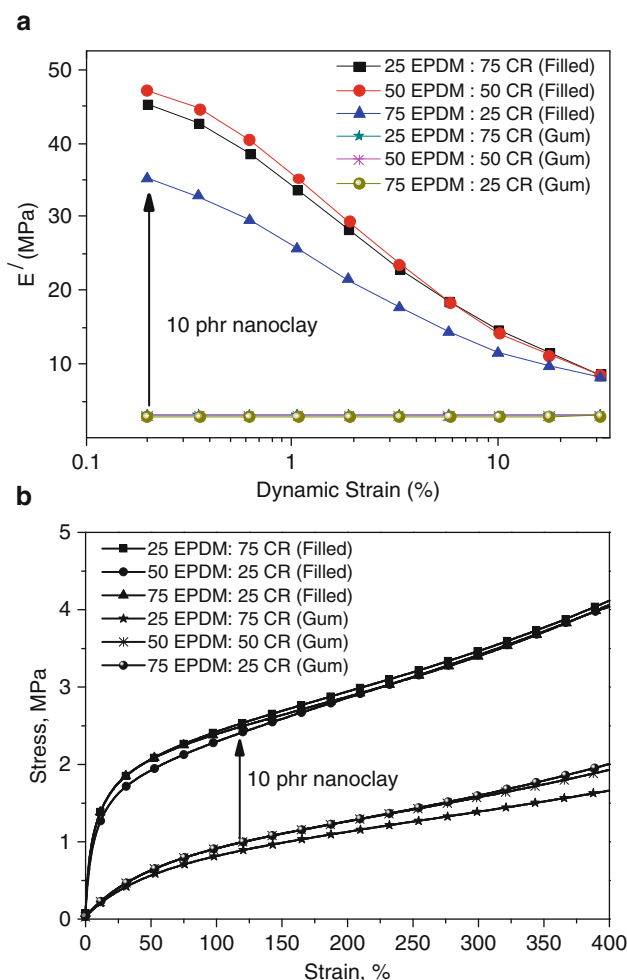 a
25 EPDM : 75 CR (Filled)
50 EPDM : 50 CR (Filled)
75 EPDM : 25 CR (Filled)
25 EPDM : 75 CR (Gum)
50 EPDM : 50 CR (Gum)
75 EPDM : 25 CR (Gum)
50
40
30
20
10
E / (MPa)
10 phr nanoclay
0.1
1
10
Dynamic Strain (%)
b
25 EPDM: 75 CR (Filled)
50 EPDM: 25 CR (Filled)
75 EPDM: 25 CR (Filled)
25 EPDM: 75 CR (Gum)
50 EPDM: 50 CR (Gum)
75 EPDM: 25 CR (Gum)
5
4
3
2
1
0
Stress, MPa
10 phr nanoclay
0
50
100
150
200
250
300
350
400
Strain, %